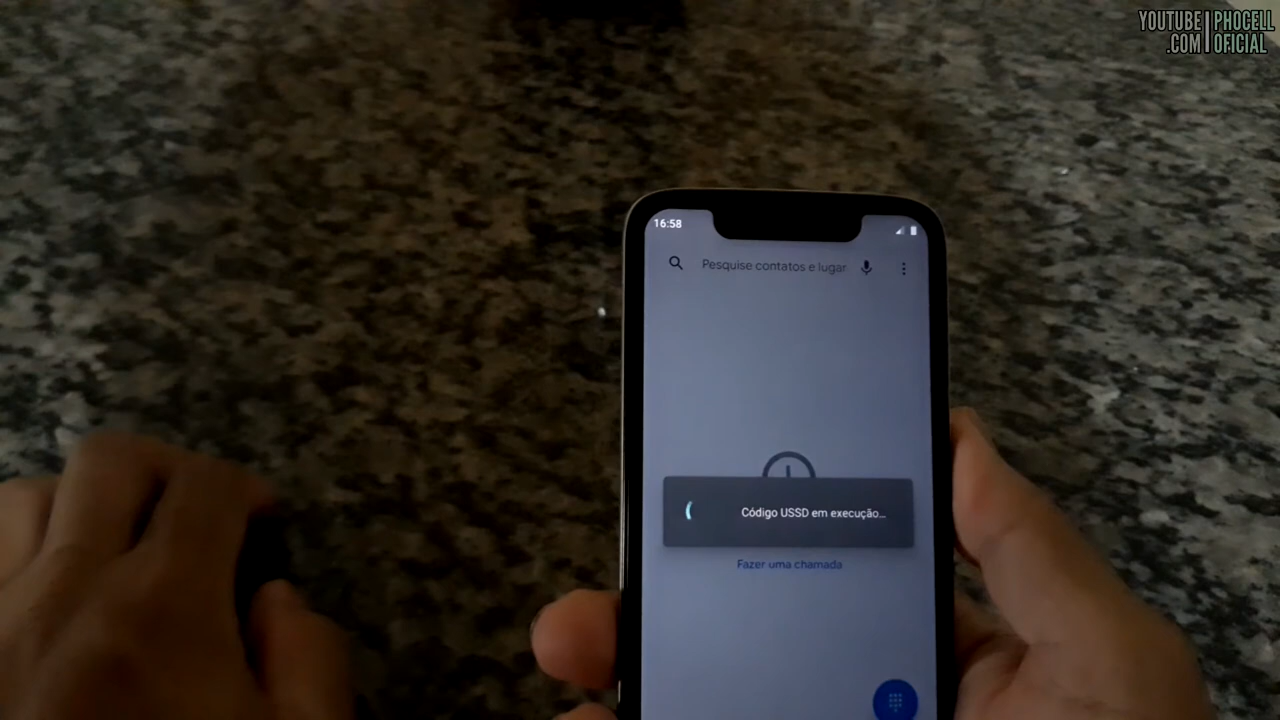 YOUTUBE PHOCELL
.COM OFICIAL
16:58
Pesquise contatos e lugar
Código USSD em execução...
Fazer uma chamada